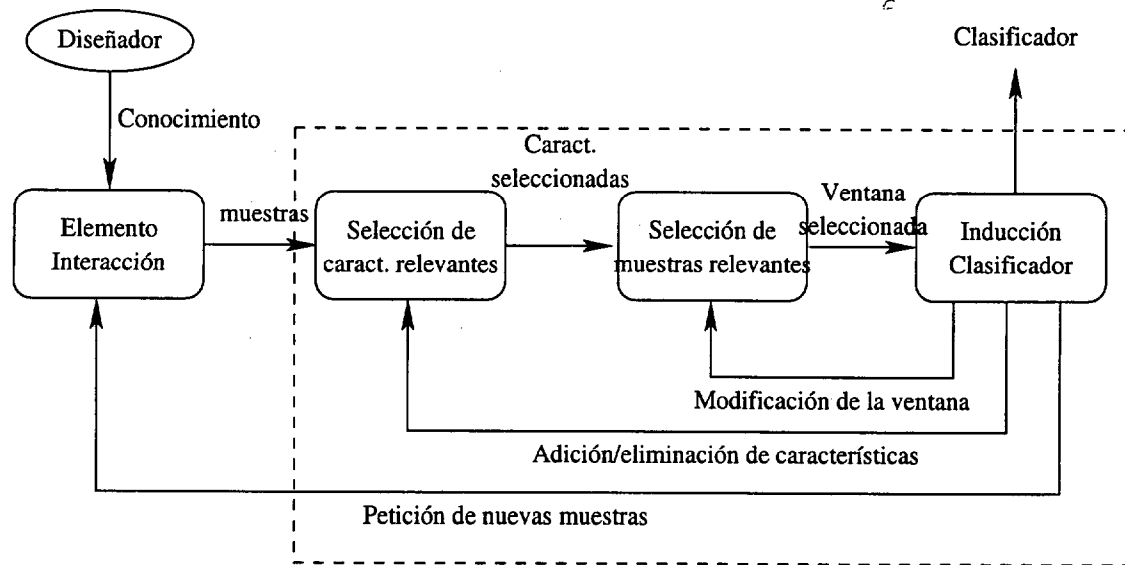 Diseñador
Clasificador
Conocimiento
Caract.
seleccionadas
Ventana
seleccionada
muestras
Elemento
Interacción
Selección de
caract. relevantes
Selección de
muestras relevantes
Inducción
Clasificador
Modificación de la ventana
Adición/eliminación de características
Petición de nuevas muestras